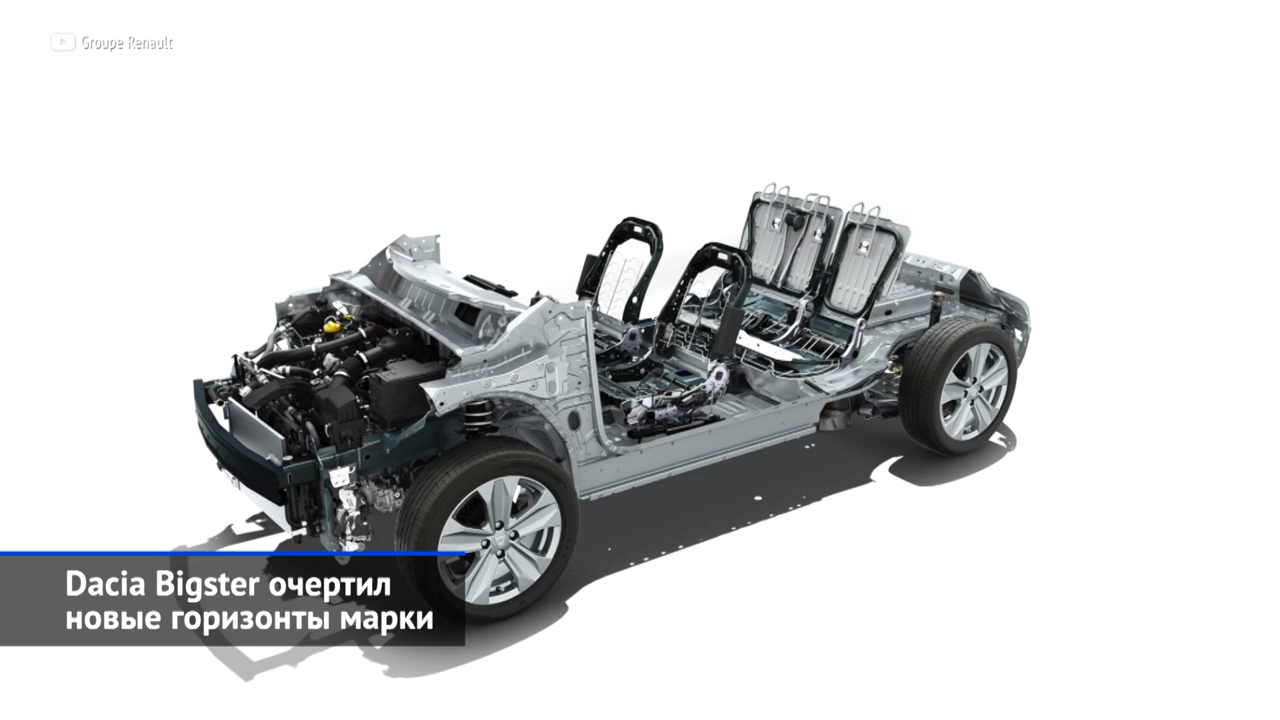 Groupe Renault
Dacia Bigster очертил
новые горизонты марки